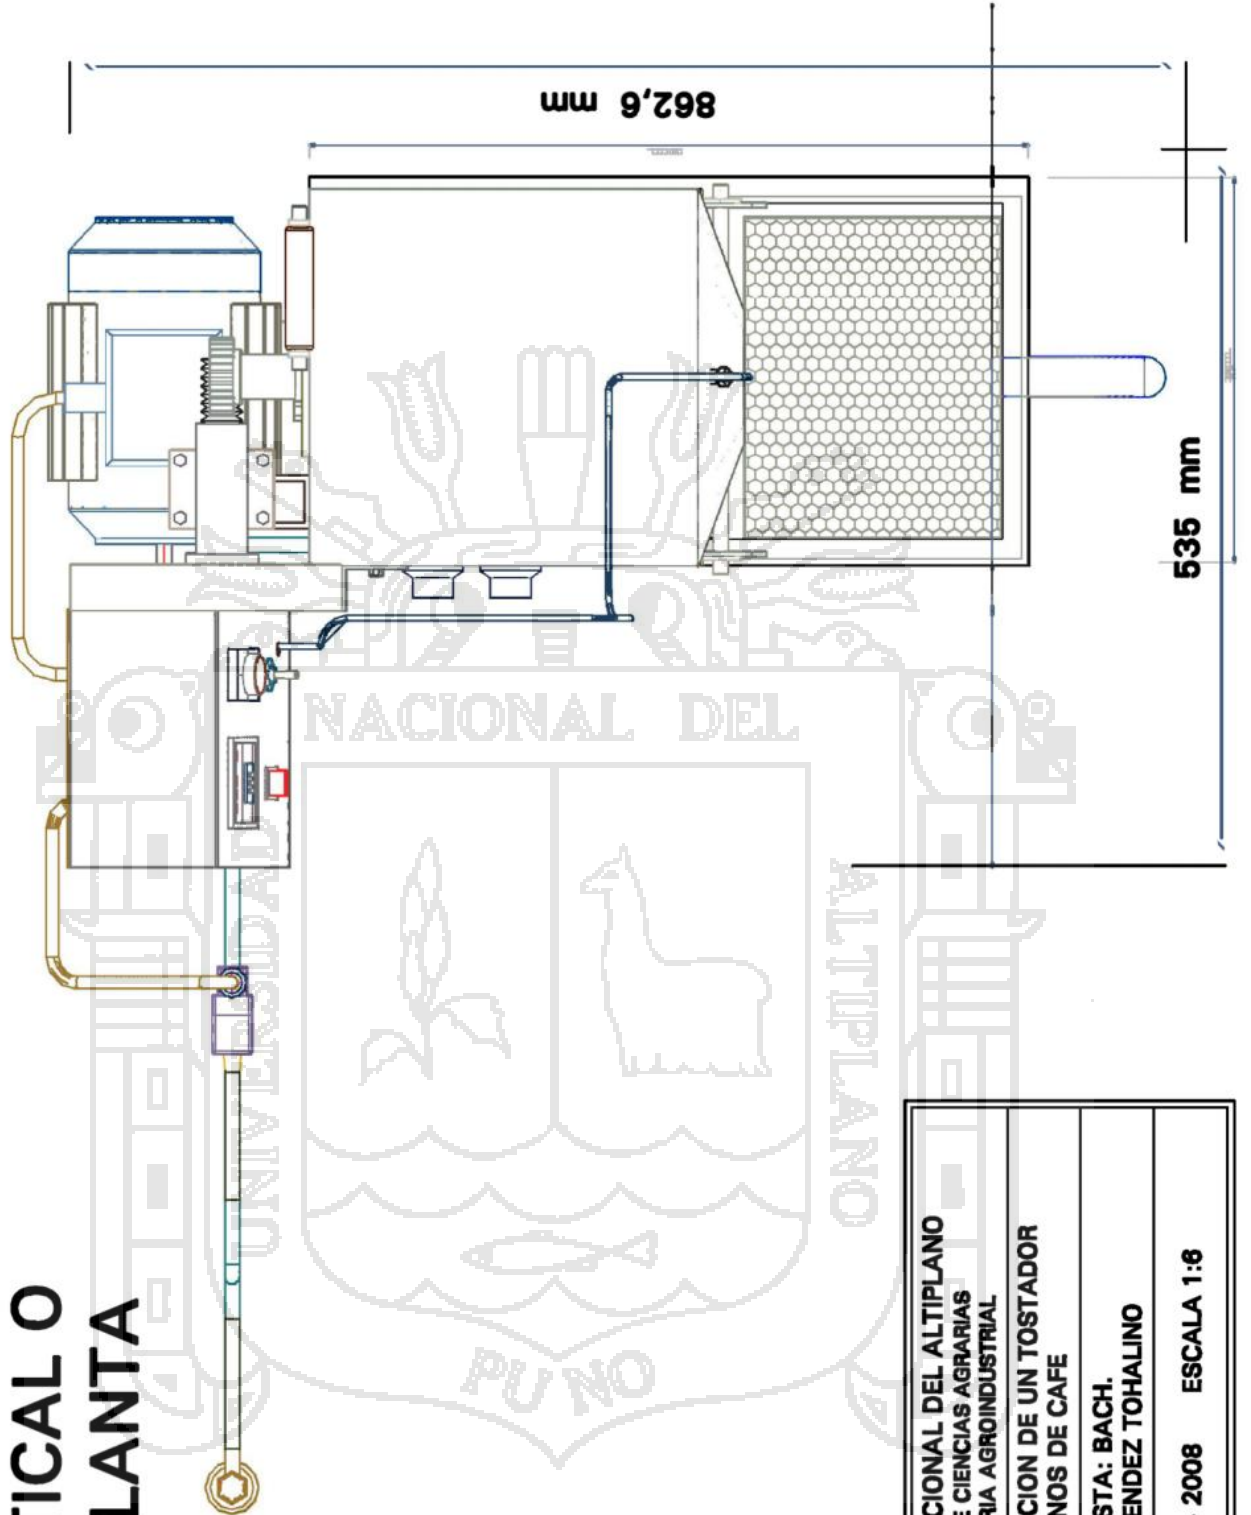 TICAL O
LANTA
862,6 mm
535 mm
CIONAL DEL ALTIPLANO
E CIENCIAS AGRARIAS
RIA AGROINDUSTRIAL
CION DE UN TOSTADOR
NOS DE CAFE
STA: BACH.
ENDEZ TOHALINO
2008 ESCALA 1:6
UNIVERSIDAD NACIONAL DEL ALTIPLANO
PUNO